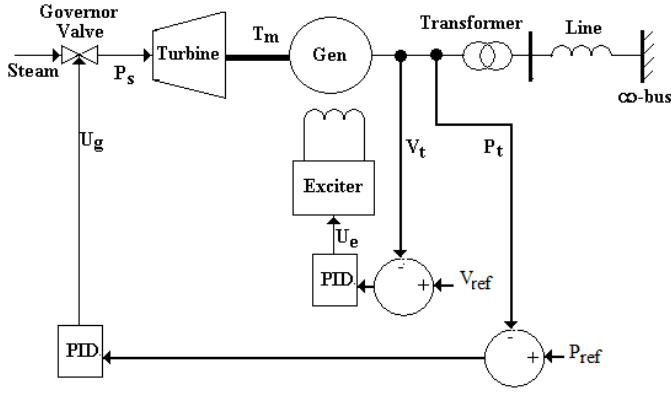 Governor
Valve
Transformer
Line
Steam
Ps
Turbine
Tm
Gen
∞-bus
Ug
Vt
Pt
Exciter
Ue
PID
-
+
Vref
PID
-
+
Pref